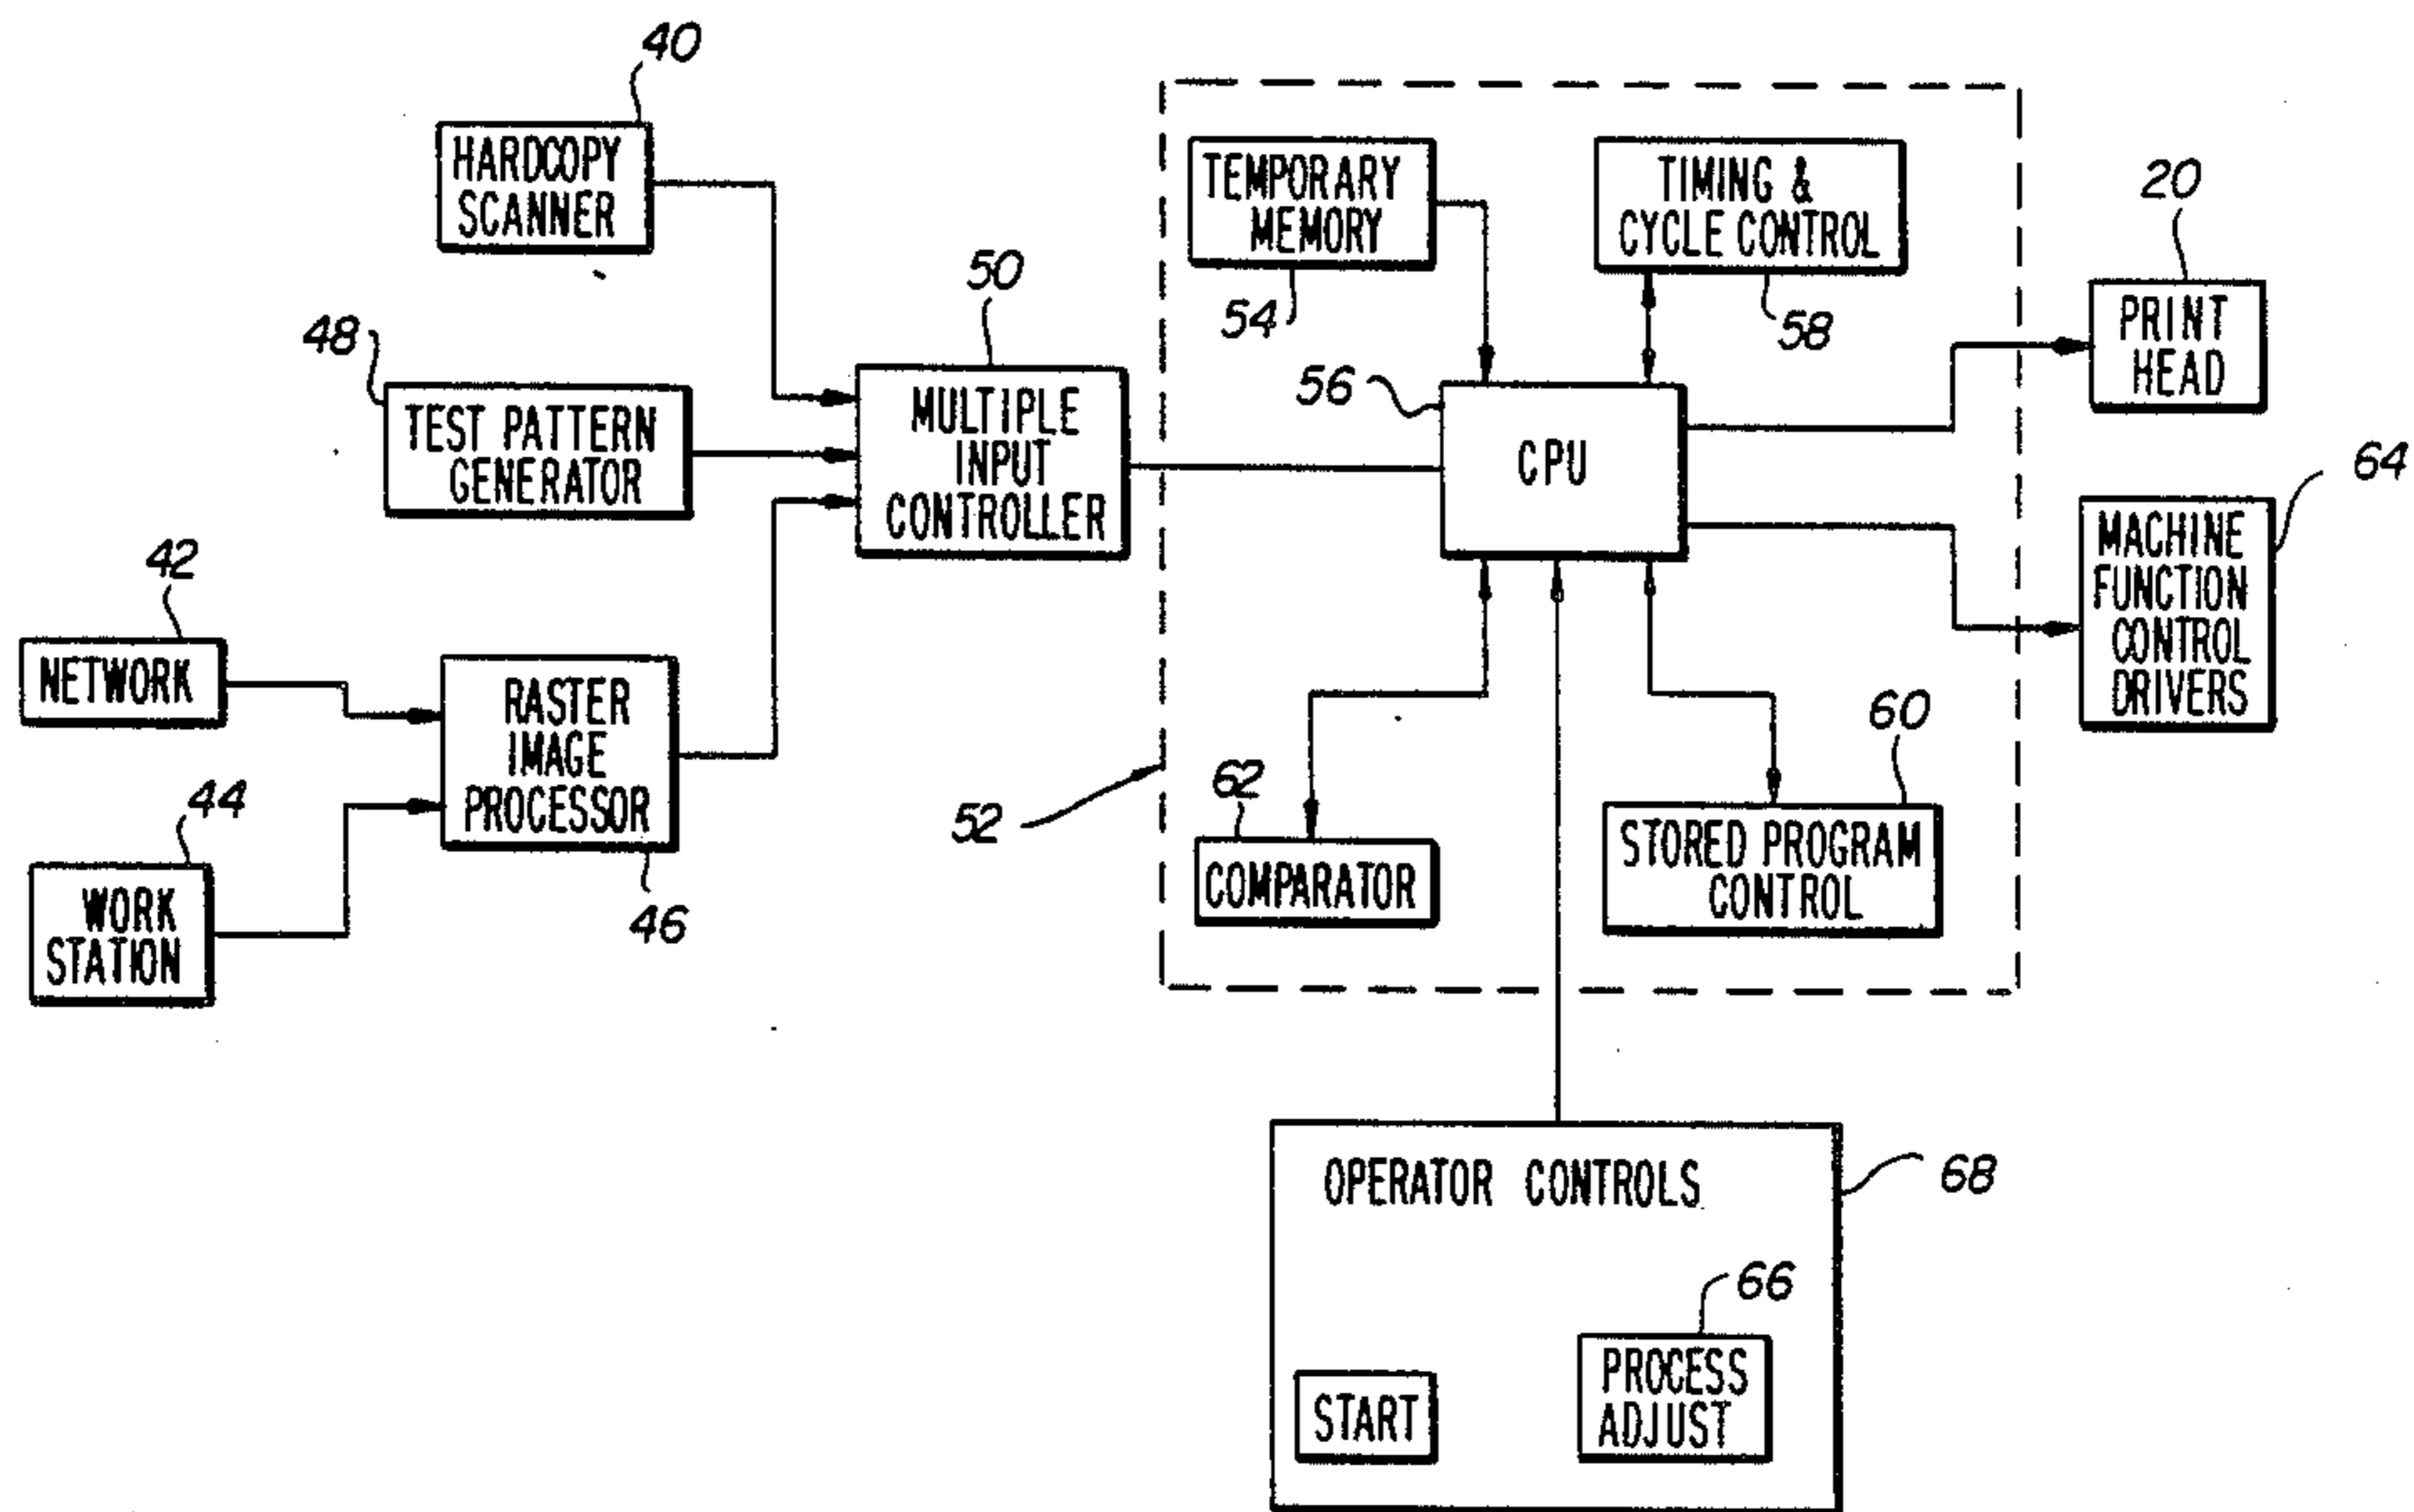 40
HARDCOPY
SCANNER
48
TEST PATTERN
GENERATOR
42
NETWORK
44
WORK
STATION
RASTER
IMAGE
PROCESSOR
46
50
MULTIPLE
INPUT
CONTROLLER
52
TEMPORARY
MEMORY
54
TIMING &
CYCLE CONTROL
58
56
CPU
62
COMPARATOR
60
STORED PROGRAM
CONTROL
20
PRINT
HEAD
64
MACHINE
FUNCTION
CONTROL
DRIVERS
OPERATOR CONTROLS
68
START
66
PROCESS
ADJUST